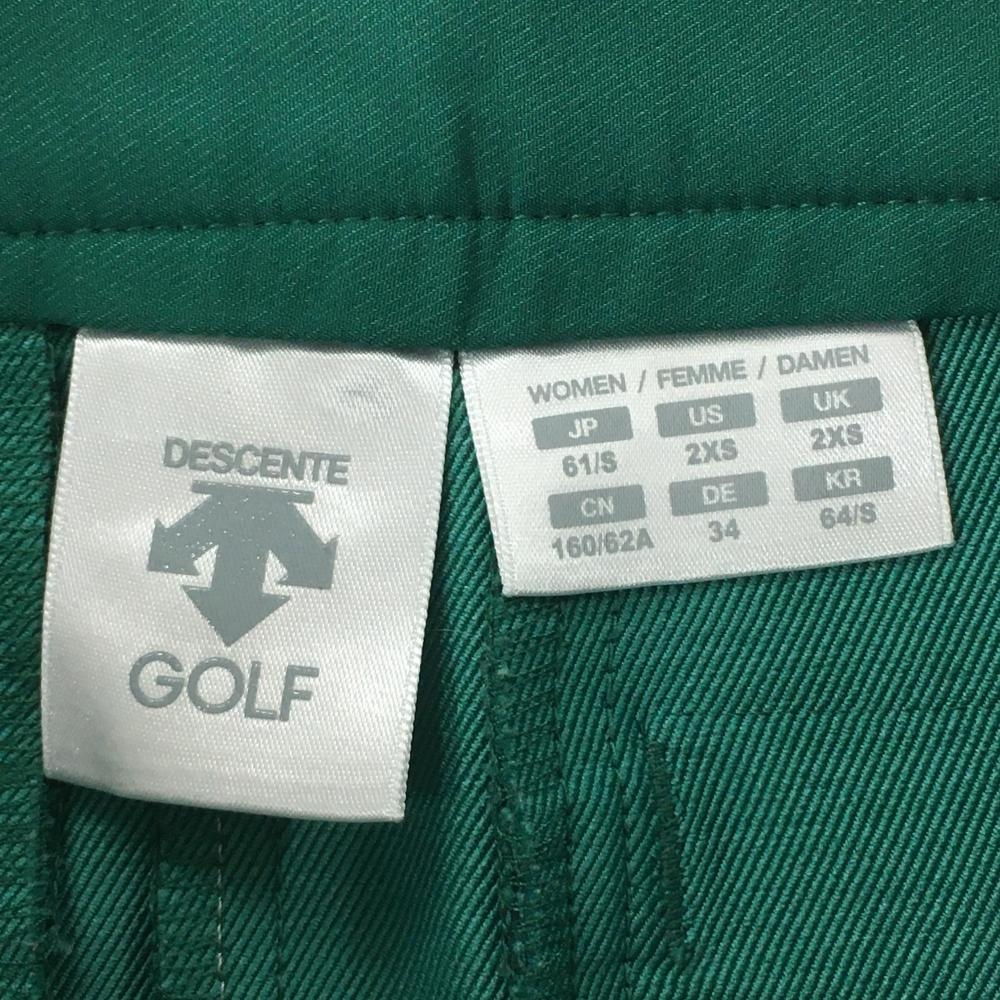 DESCENTE
GOLF
WOMEN / FEMME / DAMEN
JP US UK
61/S 2XS 2XS
CN DE KR
160/62A 34 64/S